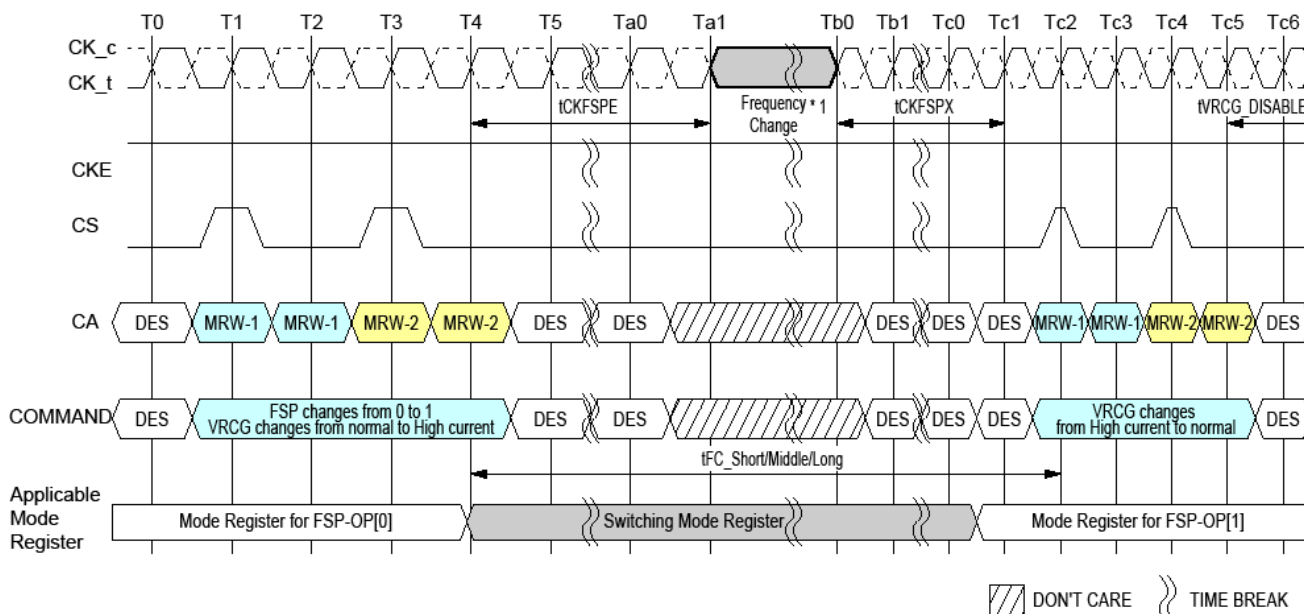 T0 T1 T2 T3 T4 T5 Ta0 Ta1 Tb0 Tb1 Tc0 Tc1 Tc2 Tc3 Tc4 Tc5 Tc6
CK_c
CK_t
tCKFSPE
Frequency * 1
Change
tCKFSPX
tVRCG_DISABLE
CKE
CS
CA DES MRW-1 MRW-1 MRW-2 MRW-2 DES DES DES DES DES MRW-1 MRW-1 MRW-2 MRW-2 DES
COMMAND DES
FSP changes from 0 to 1
VRCG changes from normal to High current
DES DES DES DES DES
VRCG changes
from High current to normal
DES
tFC_Short/Middle/Long
Applicable
Mode
Register
Mode Register for FSP-OP[0] Switching Mode Register Mode Register for FSP-OP[1]
DON'T CARE TIME BREAK